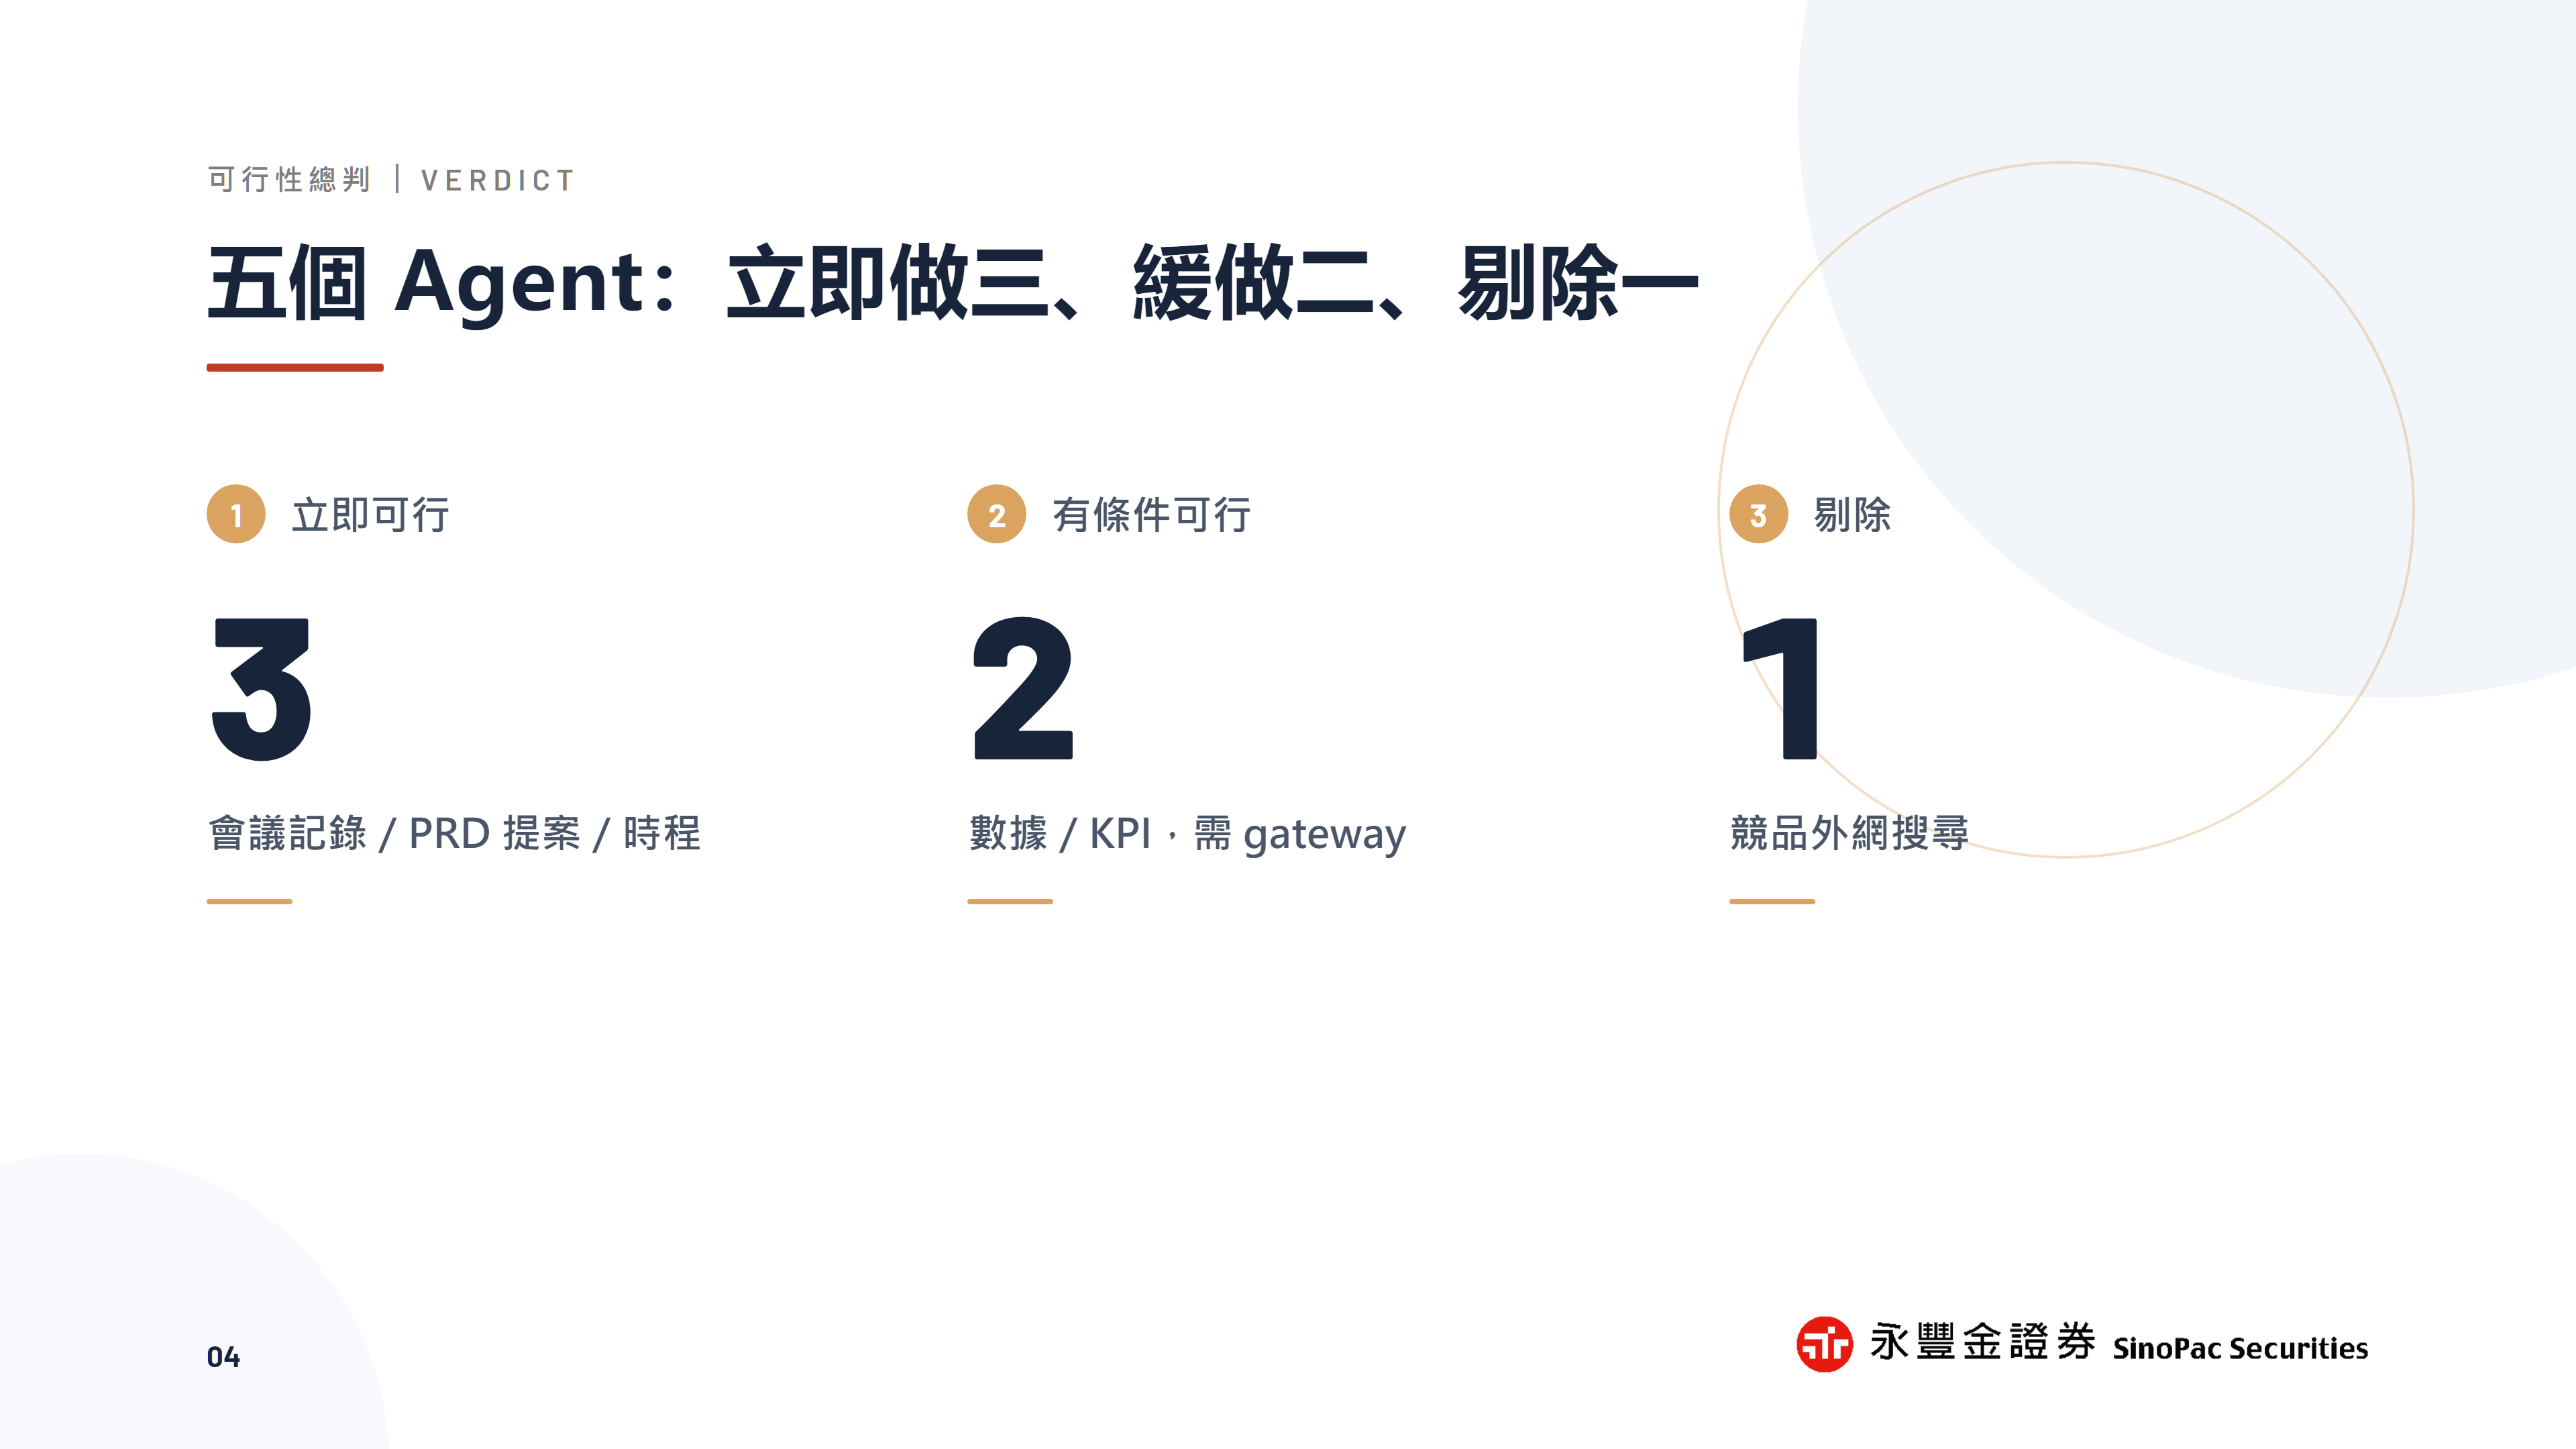 可行性總判｜VERDICT
五個 Agent：立即做三、緩做二、剔除一
1 立即可行
3
會議記錄 / PRD 提案 / 時程
2 有條件可行
2
數據 / KPI，需 gateway
3 剔除
1
競品外網搜尋
04
永豐金證券 SinoPac Securities